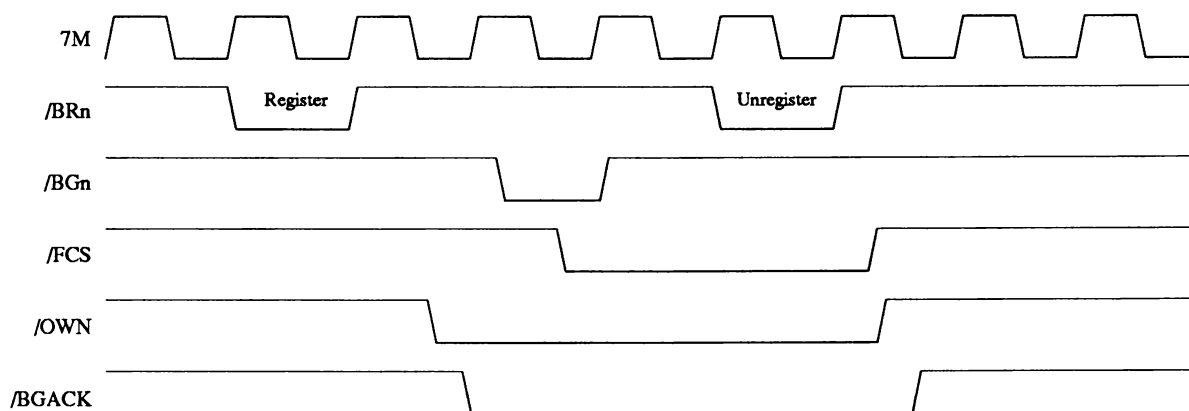 7M
/BRn
Register
Unregister
/BGn
/FCS
/OWN
/BGACK